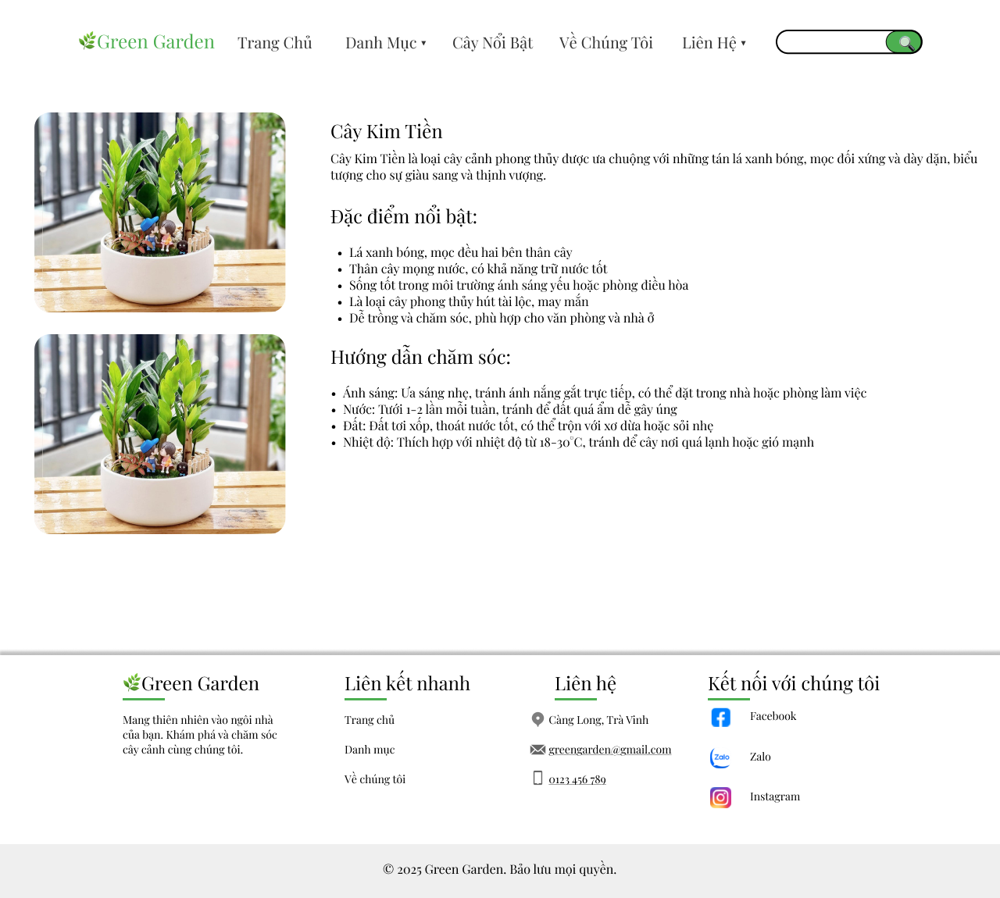 🌿Green Garden
Trang Chủ
Danh Mục ▾
Cây Nổi Bật
Về Chúng Tôi
Liên Hệ ▾
Cây Kim Tiền
Cây Kim Tiền là loại cây cảnh phong thủy được ưa chuộng với những tán lá xanh bóng, mọc đối xứng và dày dặn, biểu
tượng cho sự giàu sang và thịnh vượng.
Đặc điểm nổi bật:
• Lá xanh bóng, mọc đều hai bên thân cây
• Thân cây mọng nước, có khả năng trữ nước tốt
• Sống tốt trong môi trường ánh sáng yếu hoặc phòng điều hòa
• Là loại cây phong thủy hút tài lộc, may mắn
• Dễ trồng và chăm sóc, phù hợp cho văn phòng và nhà ở
Hướng dẫn chăm sóc:
• Ánh sáng: Ưa sáng nhẹ, tránh ánh nắng gắt trực tiếp, có thể đặt trong nhà hoặc phòng làm việc
• Nước: Tưới 1-2 lần mỗi tuần, tránh để đất quá ẩm dễ gây úng
• Đất: Đất tơi xốp, thoát nước tốt, có thể trộn với xơ dừa hoặc sỏi nhẹ
• Nhiệt độ: Thích hợp với nhiệt độ từ 18-30°C, tránh để cây nơi quá lạnh hoặc gió mạnh
🌿Green Garden
Mang thiên nhiên vào ngôi nhà
của bạn. Khám phá và chăm sóc
cây cảnh cùng chúng tôi.
Liên kết nhanh
Trang chủ
Danh mục
Về chúng tôi
Liên hệ
Càng Long, Trà Vinh
greengarden@gmail.com
0123 456 789
Kết nối với chúng tôi
Facebook
Zalo
Zalo
Instagram
© 2025 Green Garden. Bảo lưu mọi quyền.